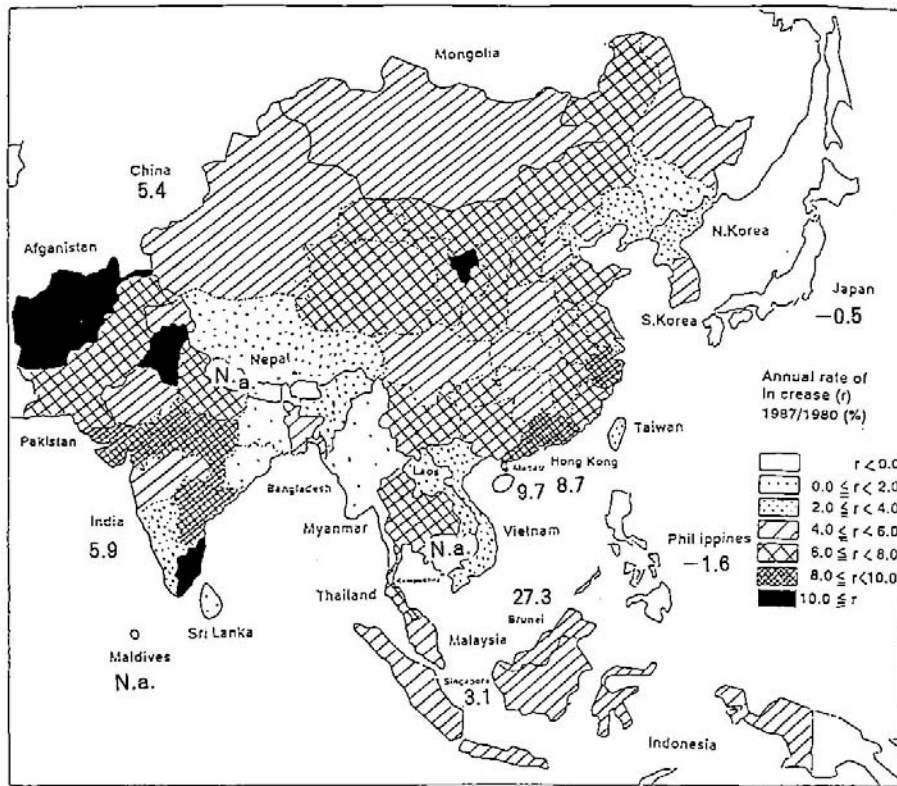 Mongolia
China
5.4
Afganistan
N.Korea
Japan
-0.5
S.Korea
Nepal
N.a.
Annual rate of
In crease (r)
1987/1980 (%)
Taiwan
Pakistan
r < 0.0
0.0 ≦ r < 2.0
2.0 ≦ r < 4.0
4.0 ≦ r < 6.0
6.0 ≦ r < 8.0
8.0 ≦ r < 10.0
10.0 ≦ r
Laos
Macau
Hong Kong
9.7
8.7
Bangladesh
India
5.9
Myanmar
Vietnam
N.a.
Philippines
-1.6
Kampuchea
Thailand
27.3
Brunei
Sri Lanka
Maldives
N.a.
Malaysia
Singapore
3.1
Indonesia